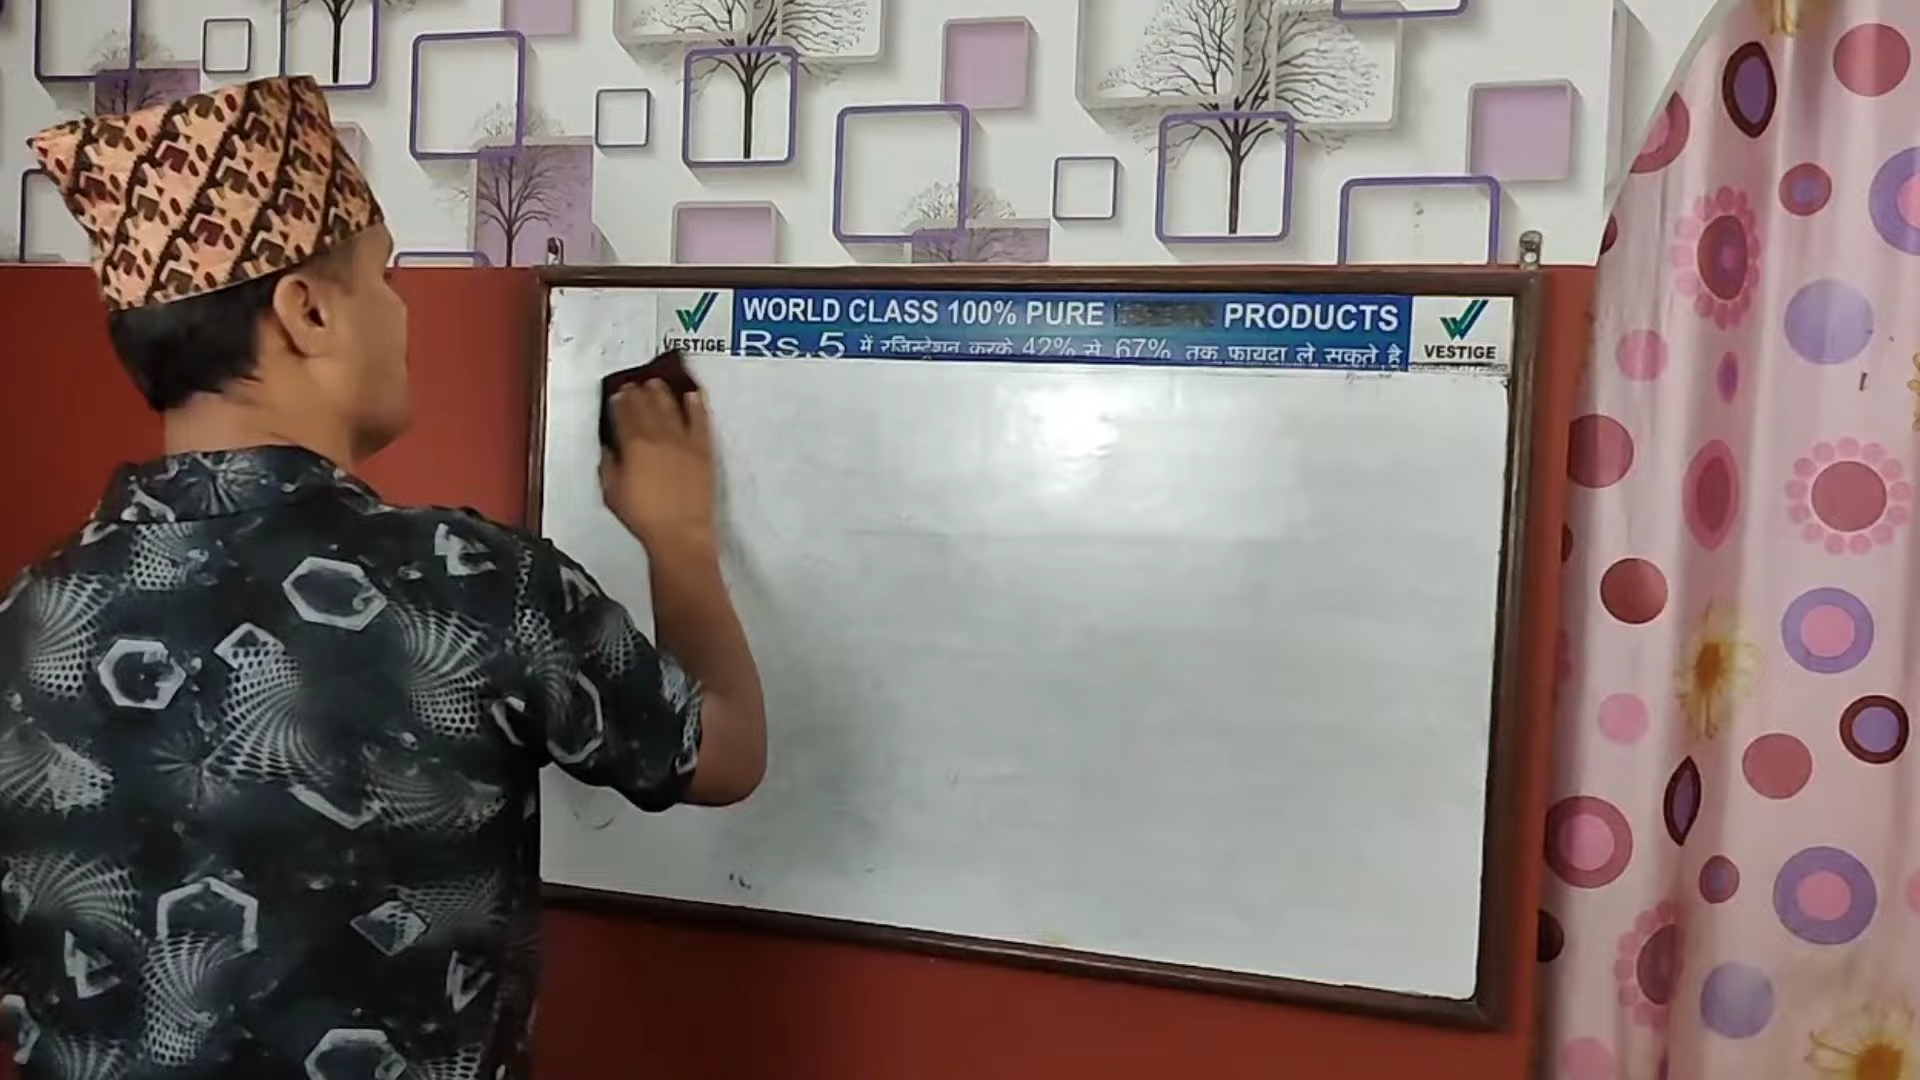 VESTIGE
WORLD CLASS 100% PURE PRODUCTS
Rs.5 में रजिस्ट्रेशन करके 42% से 67% तक फायदा ले सकते है
VESTIGE